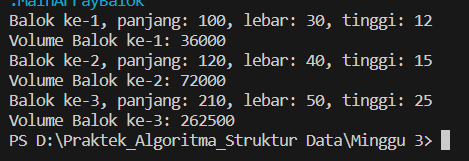 .MainArrayBalok
Balok ke-1, panjang: 100, lebar: 30, tinggi: 12
Volume Balok ke-1: 36000
Balok ke-2, panjang: 120, lebar: 40, tinggi: 15
Volume Balok ke-2: 72000
Balok ke-3, panjang: 210, lebar: 50, tinggi: 25
Volume Balok ke-3: 262500
PS D:\Praktek_Algoritma_Struktur Data\Minggu 3>